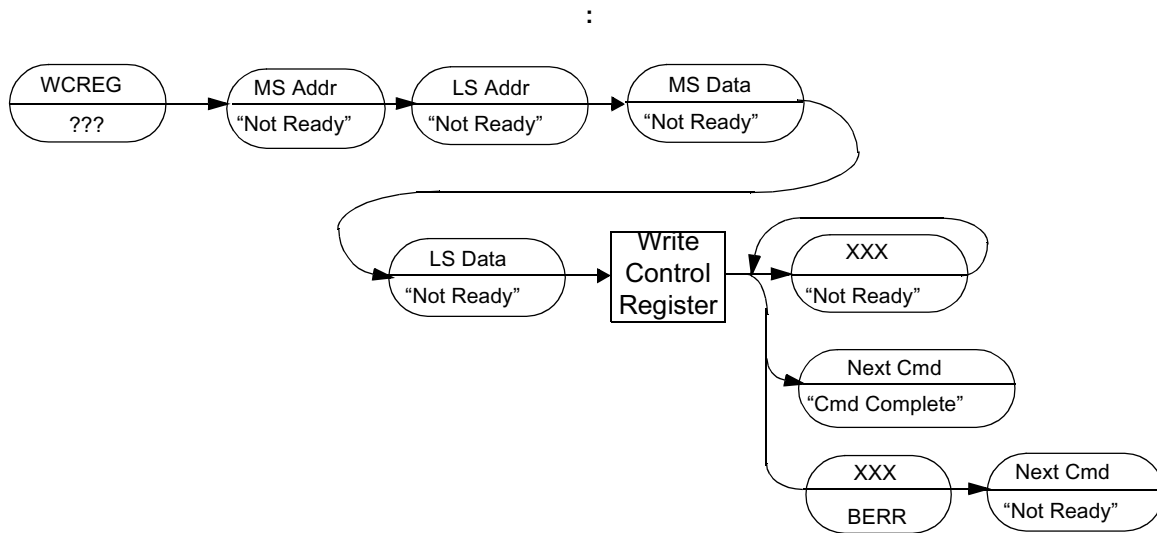 :
WCREG
???
MS Addr
“Not Ready”
LS Addr
“Not Ready”
MS Data
“Not Ready”
LS Data
“Not Ready”
Write
Control
Register
XXX
“Not Ready”
Next Cmd
“Cmd Complete”
XXX
BERR
Next Cmd
“Not Ready”